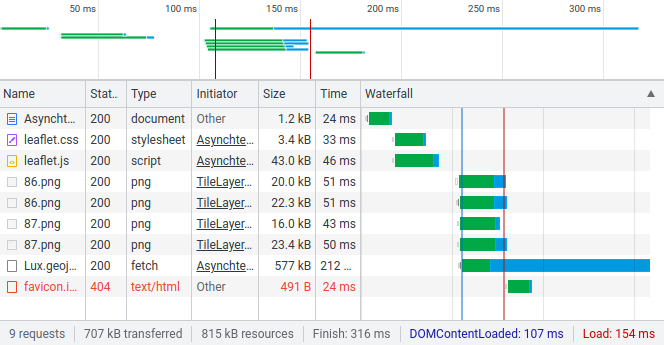 50 ms 100 ms 150 ms 200 ms 250 ms 300 ms
Name Stat.. Type Initiator Size Time Waterfall
Asyncht... 200 document Other 1.2 kB 24 ms
leaflet.css 200 stylesheet Asynchte... 3.4 kB 33 ms
leaflet.js 200 script Asynchte... 43.0 kB 46 ms
86.png 200 png TileLayer... 20.0 kB 51 ms
86.png 200 png TileLayer... 22.3 kB 51 ms
87.png 200 png TileLayer... 16.0 kB 43 ms
87.png 200 png TileLayer... 23.4 kB 50 ms
Lux.geoj... 200 fetch Asynchte... 577 kB 212 ...
favicon.i... 404 text/html Other 491 B 24 ms
9 requests 707 kB transferred 815 kB resources Finish: 316 ms DOMContentLoaded: 107 ms Load: 154 ms